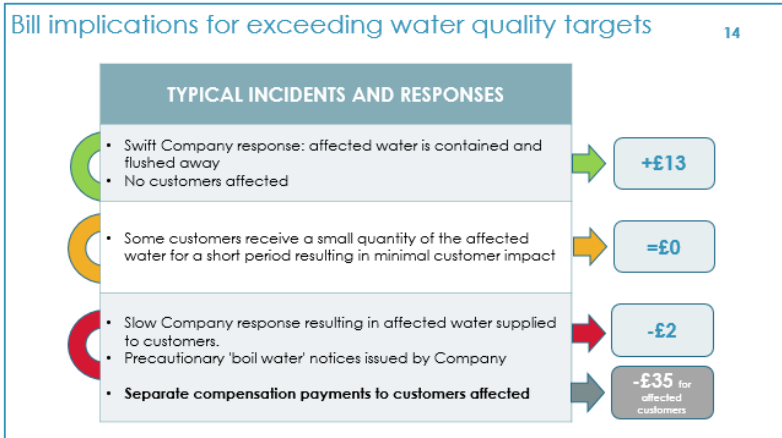 Bill implications for exceeding water quality targets
14
TYPICAL INCIDENTS AND RESPONSES
• Swift Company response: affected water is contained and
flushed away
• No customers affected
+£13
• Some customers receive a small quantity of the affected
water for a short period resulting in minimal customer impact
=£0
• Slow Company response resulting in affected water supplied
to customers.
• Precautionary 'boil water' notices issued by Company
-£2
• Separate compensation payments to customers affected
-£35 for
affected
customers